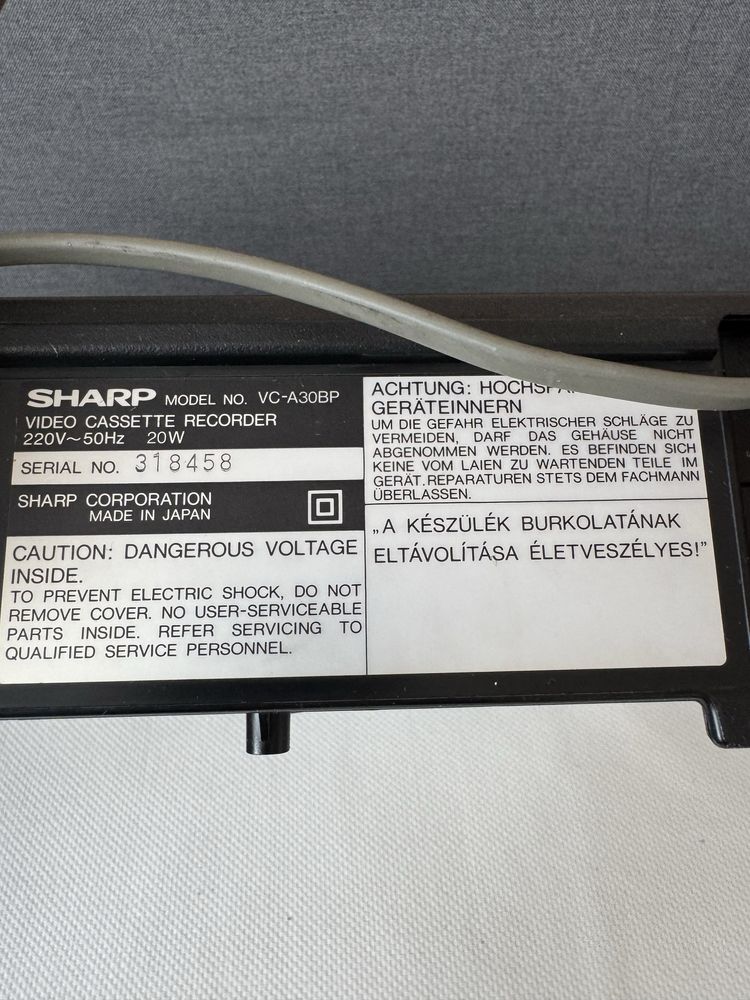 SHARP MODEL NO. VC-A30BP
VIDEO CASSETTE RECORDER
220V~50Hz 20W
SERIAL NO. 318458
SHARP CORPORATION
MADE IN JAPAN
CAUTION: DANGEROUS VOLTAGE
INSIDE.
TO PREVENT ELECTRIC SHOCK, DO NOT
REMOVE COVER. NO USER-SERVICEABLE
PARTS INSIDE. REFER SERVICING TO
QUALIFIED SERVICE PERSONNEL.
ACHTUNG:
GERÄTEINNERN
UM DIE GEFAHR ELEKTRISCHER SCHLÄGE ZU
VERMEIDEN, DARF DAS GEHÄUSE NICHT
ABGENOMMEN WERDEN. ES BEFINDEN SICH
KEINE VOM LAIEN ZU WARTENDEN TEILE IM
GERÄT. REPARATUREN STETS DEM FACHMANN
ÜBERLASSEN.
„A KÉSZÜLÉK BURKOLATÁNAK
ELTÁVOLÍTÁSA ÉLETVESZÉLYES!”